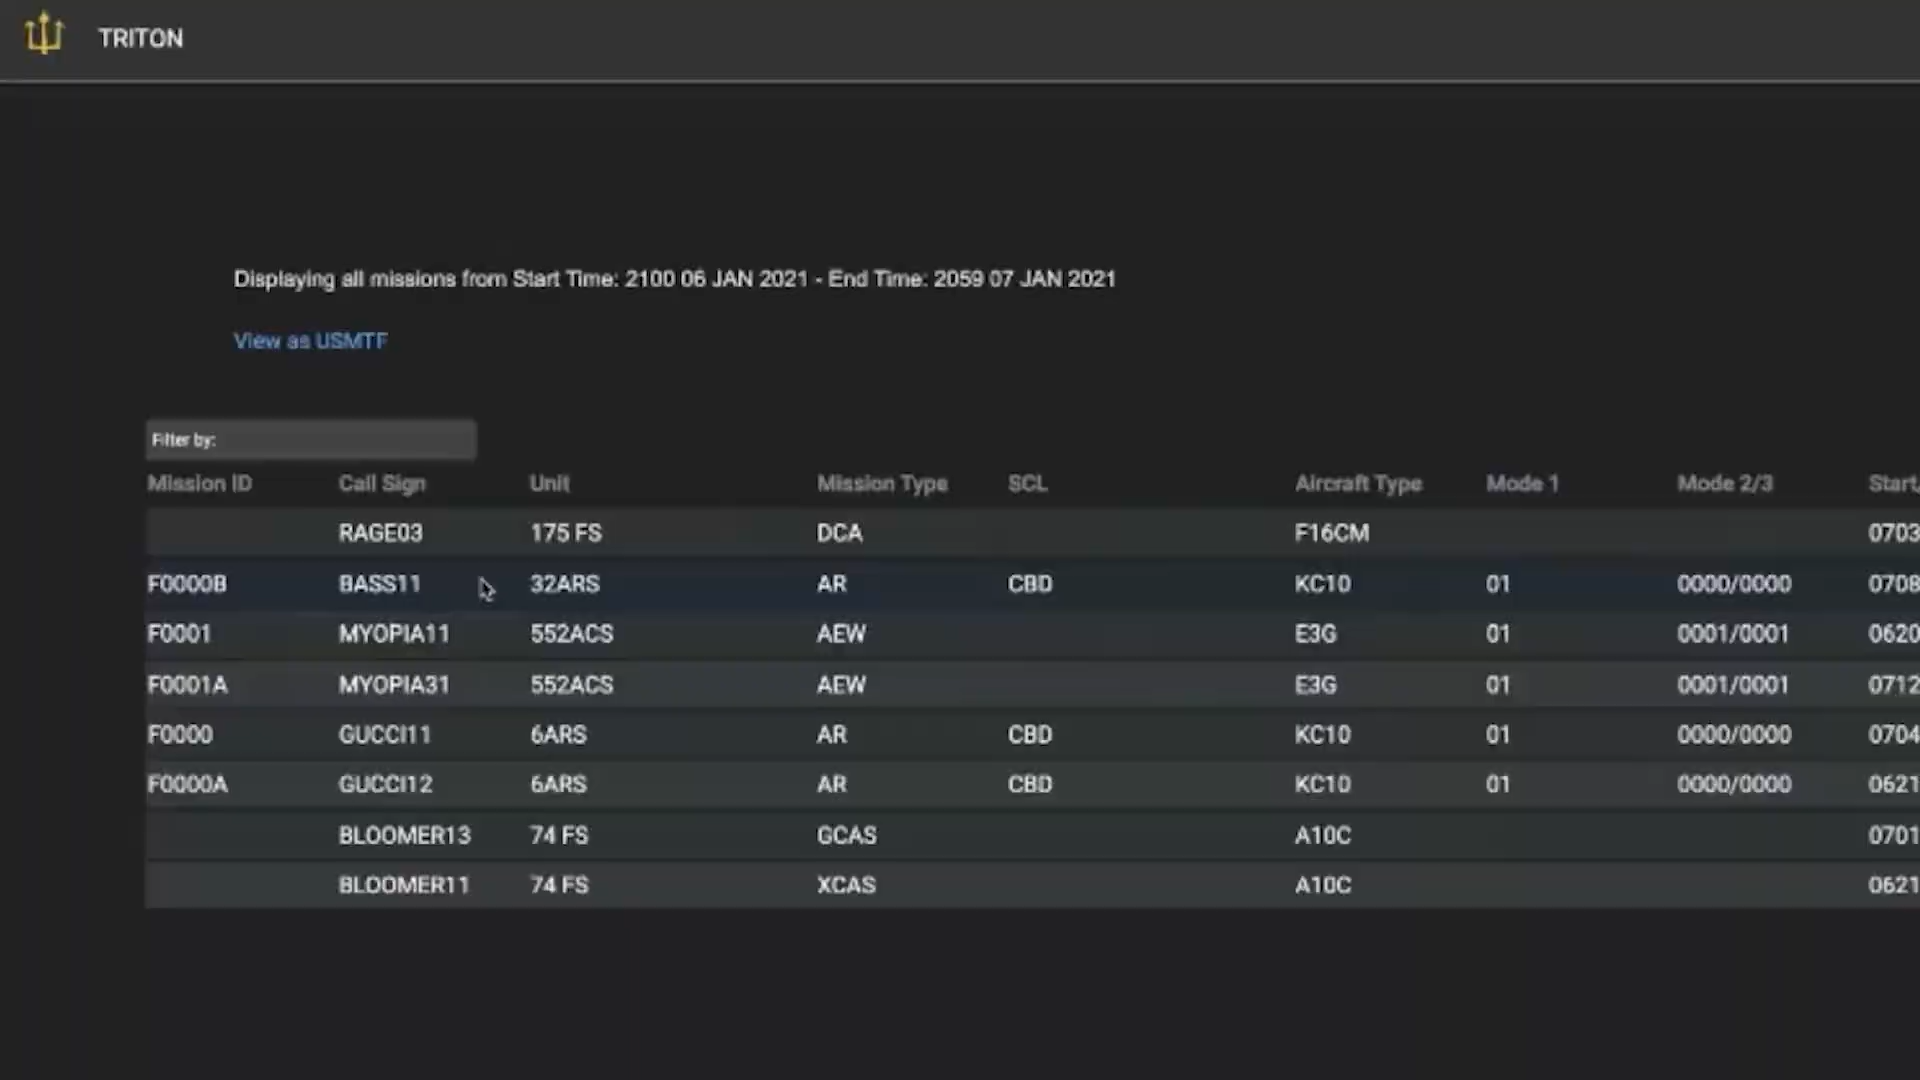 TRITON
Displaying all missions from Start Time: 2100 06 JAN 2021 - End Time: 2059 07 JAN 2021
View as USMTF
Filter by:
Mission ID Call Sign Unit Mission Type SCL Aircraft Type Mode 1 Mode 2/3 Start/
RAGE03 175 FS DCA F16CM 0703
F0000B BASS11 32ARS AR CBD KC10 01 0000/0000 0708
F0001 MYOPIA11 552ACS AEW E3G 01 0001/0001 0620
F0001A MYOPIA31 552ACS AEW E3G 01 0001/0001 0712
F0000 GUCCI11 6ARS AR CBD KC10 01 0000/0000 0704
F0000A GUCCI12 6ARS AR CBD KC10 01 0000/0000 0621
BLOOMER13 74 FS GCAS A10C 0701
BLOOMER11 74 FS XCAS A10C 0621